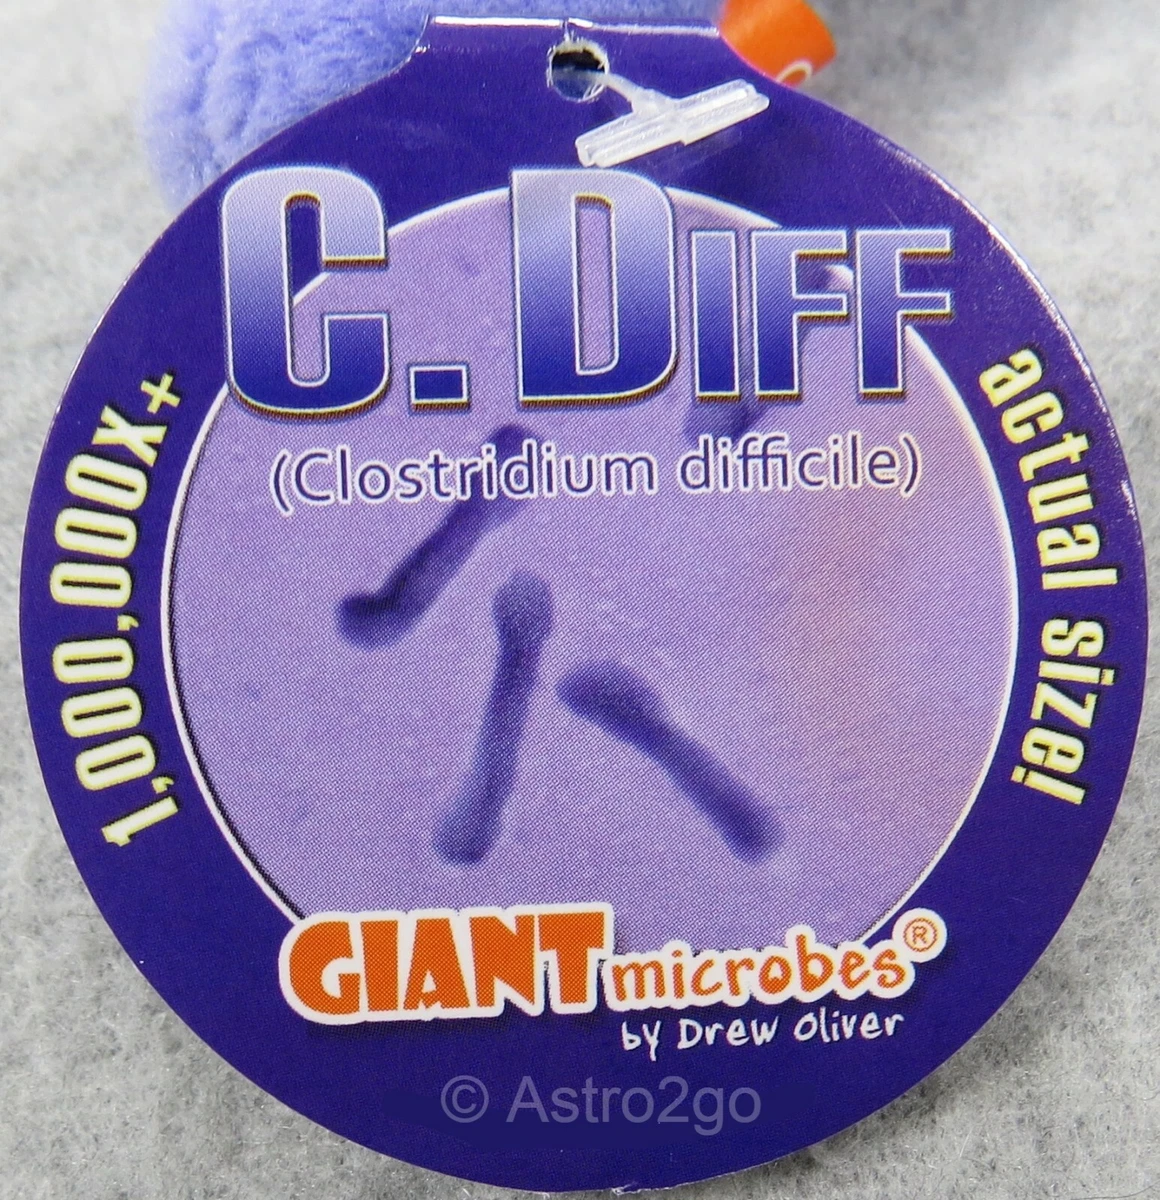 C. DIFF
(Clostridium difficile)
1,000,000x+
actual size!
GIANTmicrobes®
by Drew Oliver
© Astro2go